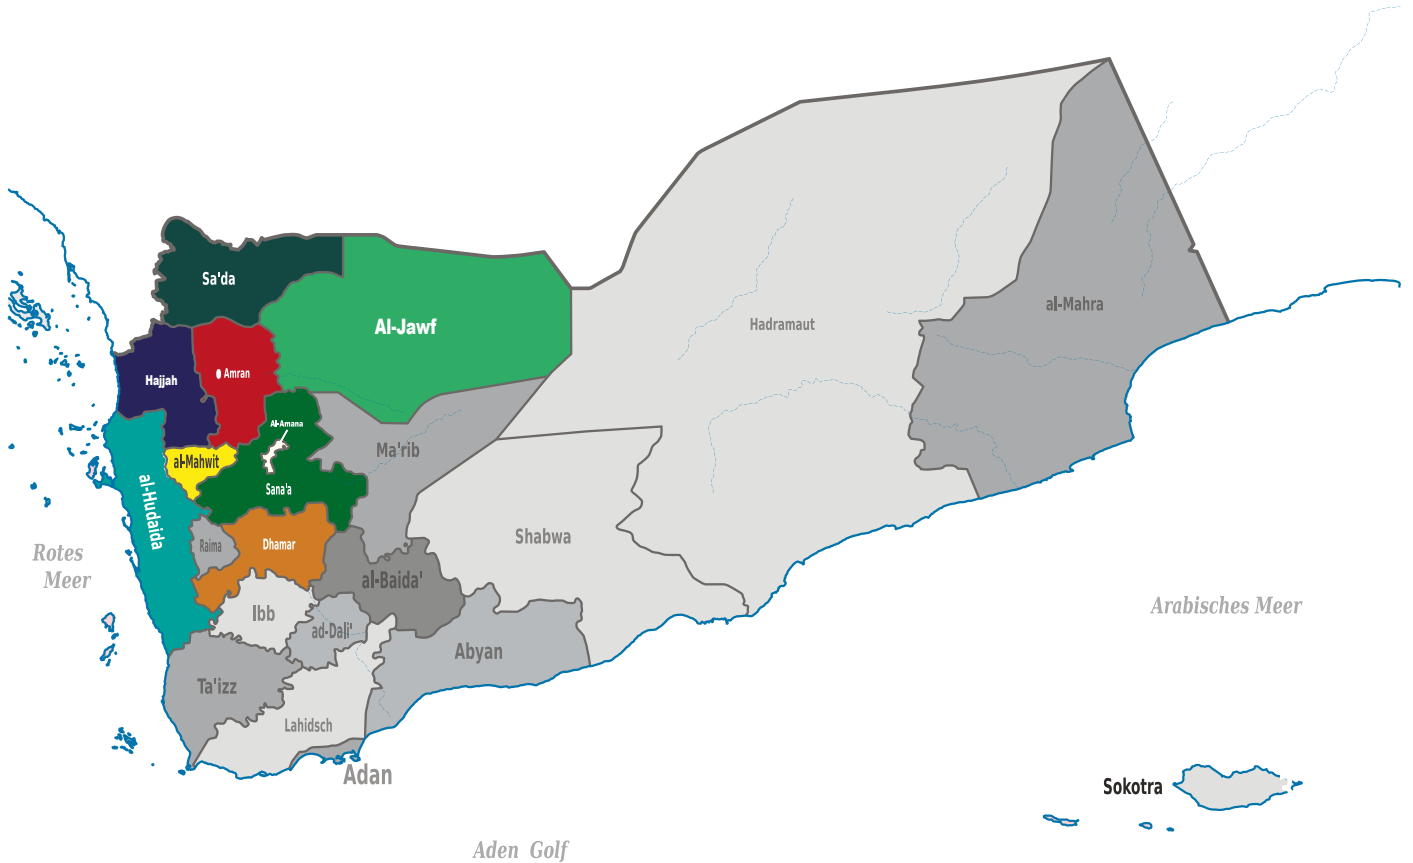 Sa'da
Al-Jawf
Hadramaut
al-Mahra
Hajjah
Amran
Al-Amana
Ma'rib
al-Mahwit
Sana'a
al-Hudaida
Shabwa
Raima
Dhamar
Rotes
Meer
al-Baida'
Arabisches Meer
Ibb
ad-Dali'
Abyan
Ta'izz
Lahidsch
Adan
Sokotra
Aden Golf